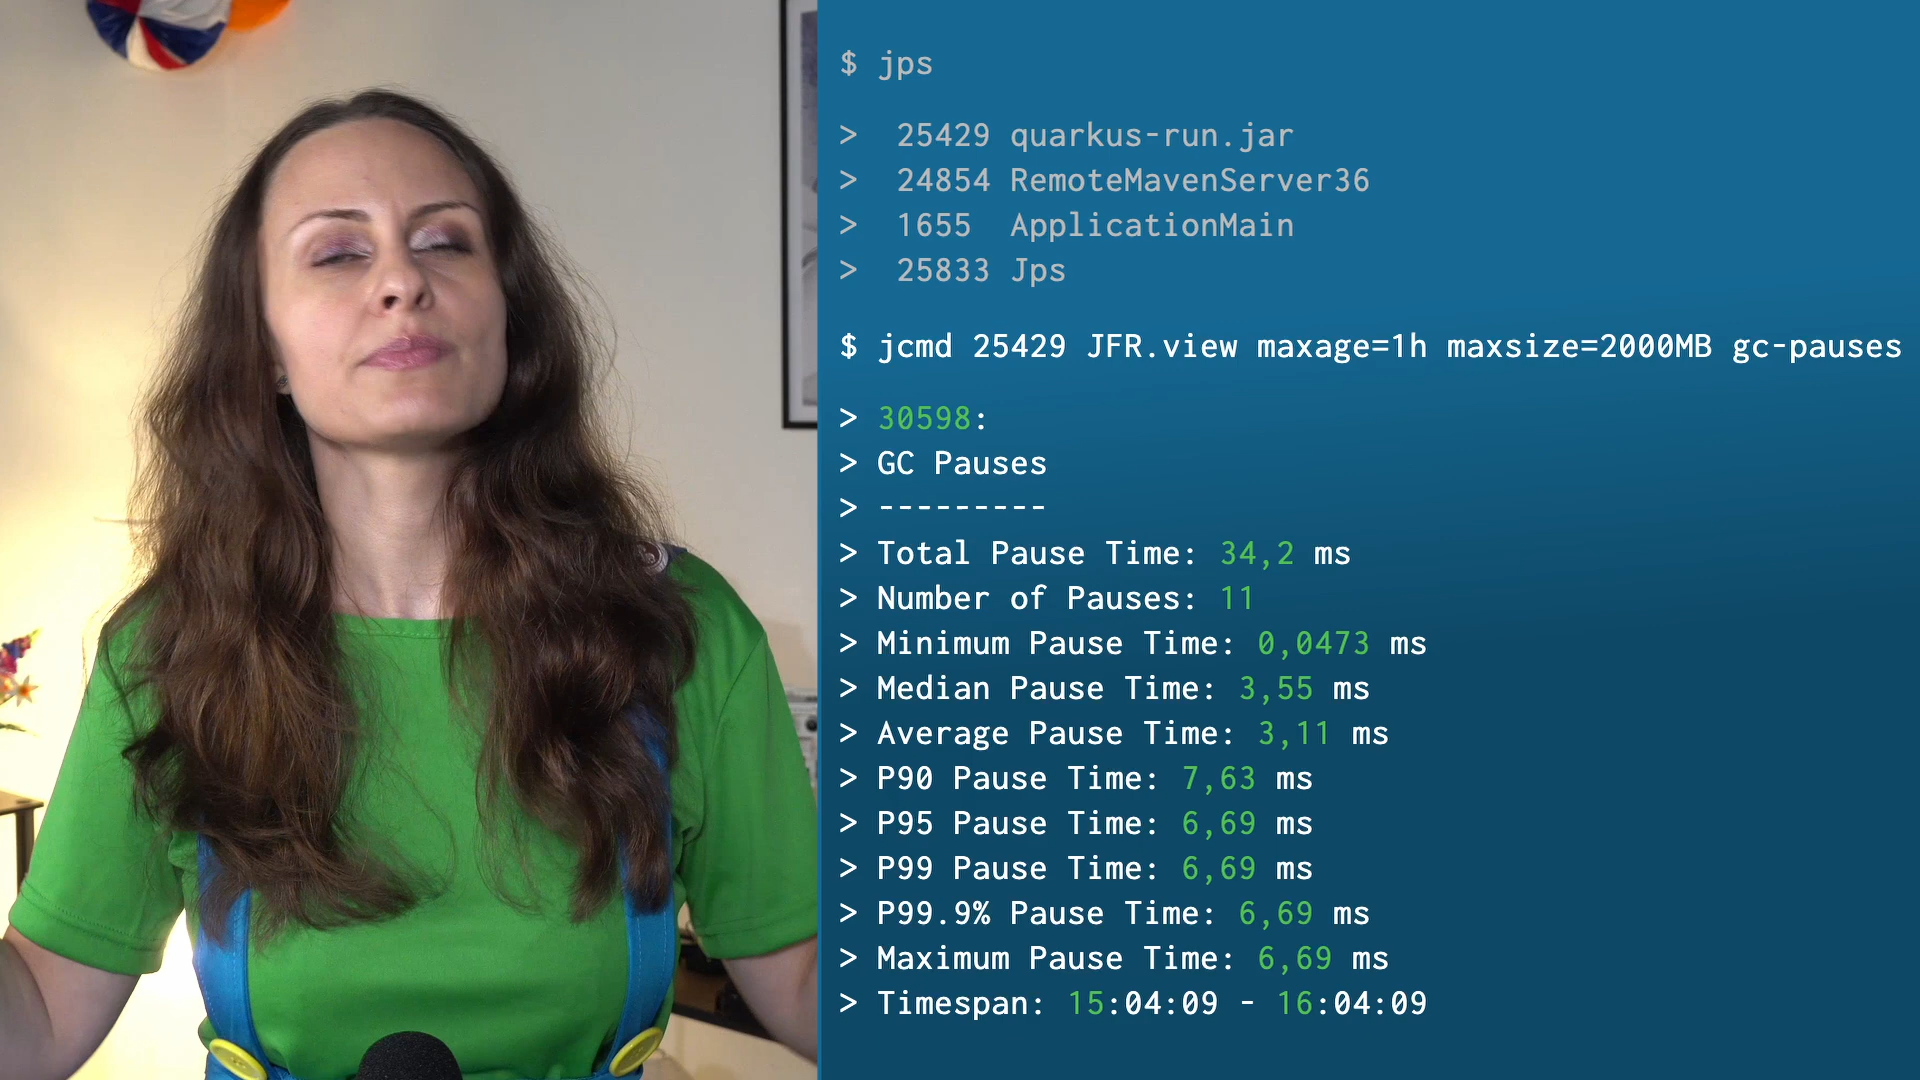 $ jps
> 25429 quarkus-run.jar
> 24854 RemoteMavenServer36
> 1655 ApplicationMain
> 25833 Jps
$ jcmd 25429 JFR.view maxage=1h maxsize=2000MB gc-pauses
> 30598:
> GC Pauses
> ---------
> Total Pause Time: 34,2 ms
> Number of Pauses: 11
> Minimum Pause Time: 0,0473 ms
> Median Pause Time: 3,55 ms
> Average Pause Time: 3,11 ms
> P90 Pause Time: 7,63 ms
> P95 Pause Time: 6,69 ms
> P99 Pause Time: 6,69 ms
> P99.9% Pause Time: 6,69 ms
> Maximum Pause Time: 6,69 ms
> Timespan: 15:04:09 - 16:04:09